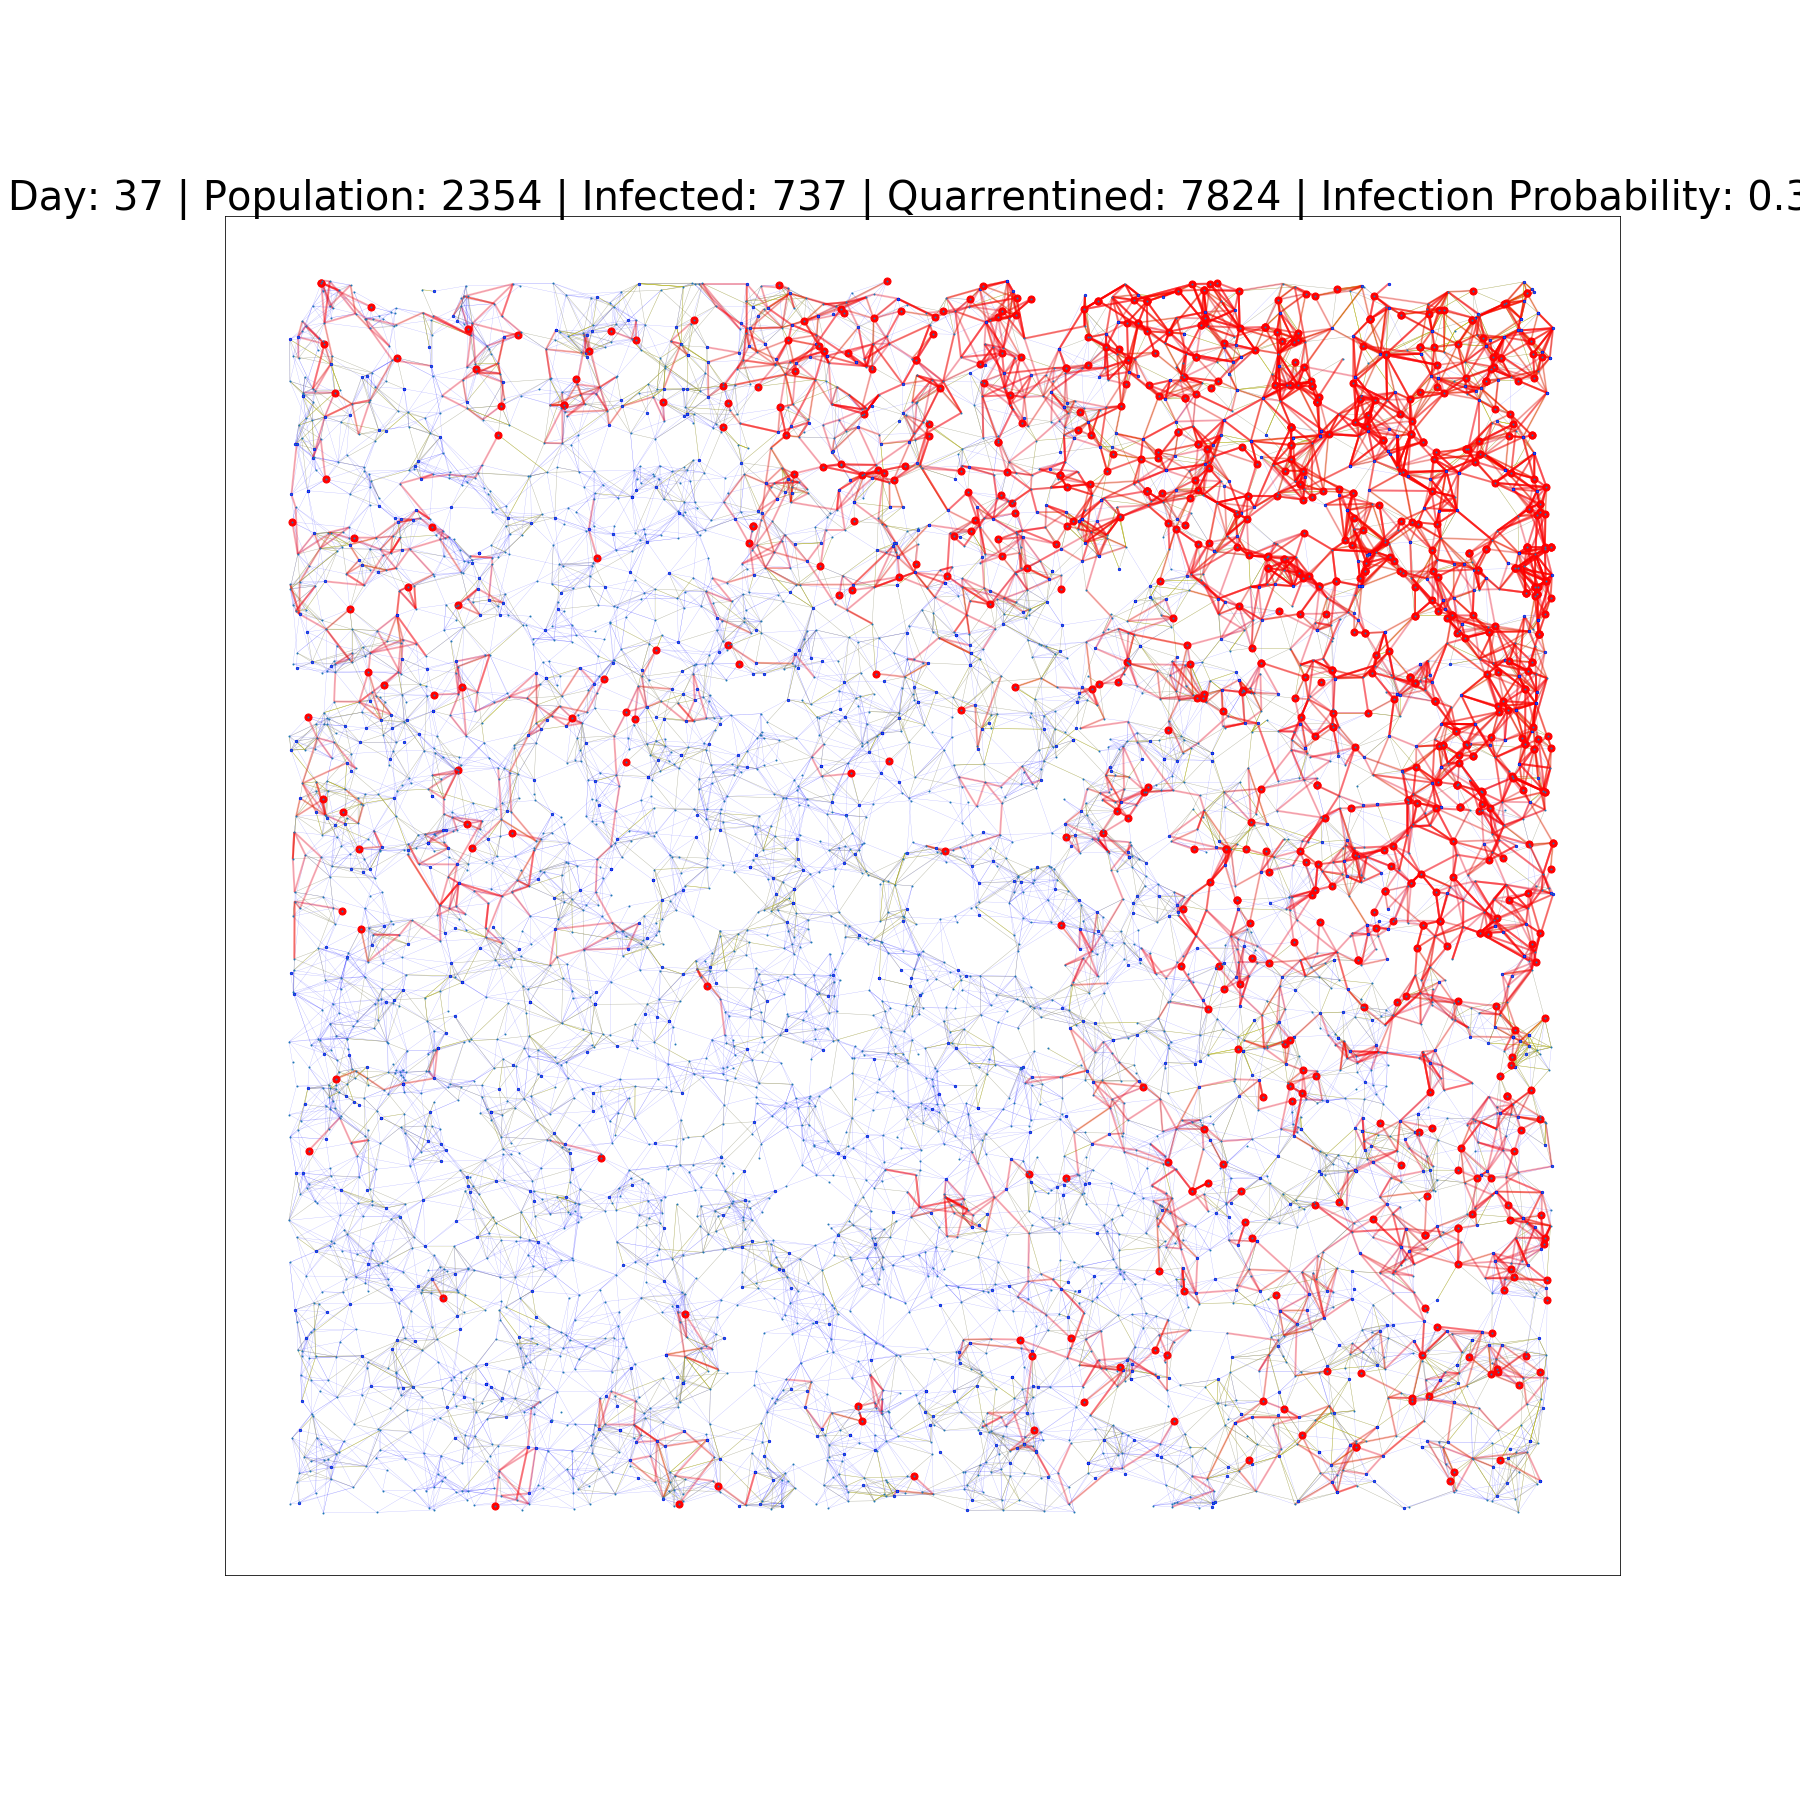 Day: 37 | Population: 2354 | Infected: 737 | Quarrentined: 7824 | Infection Probability: 0.3